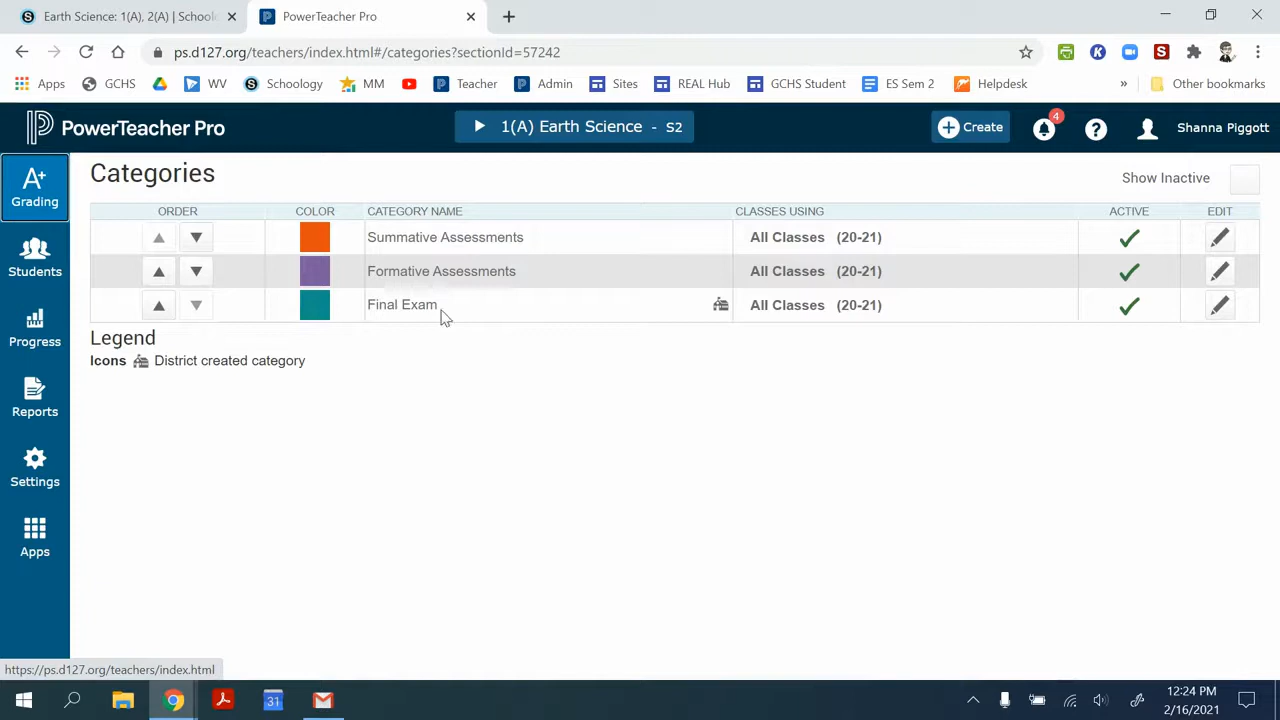 Earth Science: 1(A), 2(A) | School
PowerTeacher Pro
ps.d127.org/teachers/index.html#/categories?sectionId=57242
Apps GCHS WV Schoology MM Teacher Admin Sites REAL Hub GCHS Student ES Sem 2 Helpdesk » Other bookmarks
PowerTeacher Pro
1(A) Earth Science - S2
Create
4
Shanna Piggott
Grading
Students
Progress
Reports
Settings
Apps
Categories
Show Inactive
ORDER COLOR CATEGORY NAME CLASSES USING ACTIVE EDIT
Summative Assessments All Classes (20-21)
Formative Assessments All Classes (20-21)
Final Exam All Classes (20-21)
Legend
Icons District created category
https://ps.d127.org/teachers/index.html
31
12:24 PM
2/16/2021